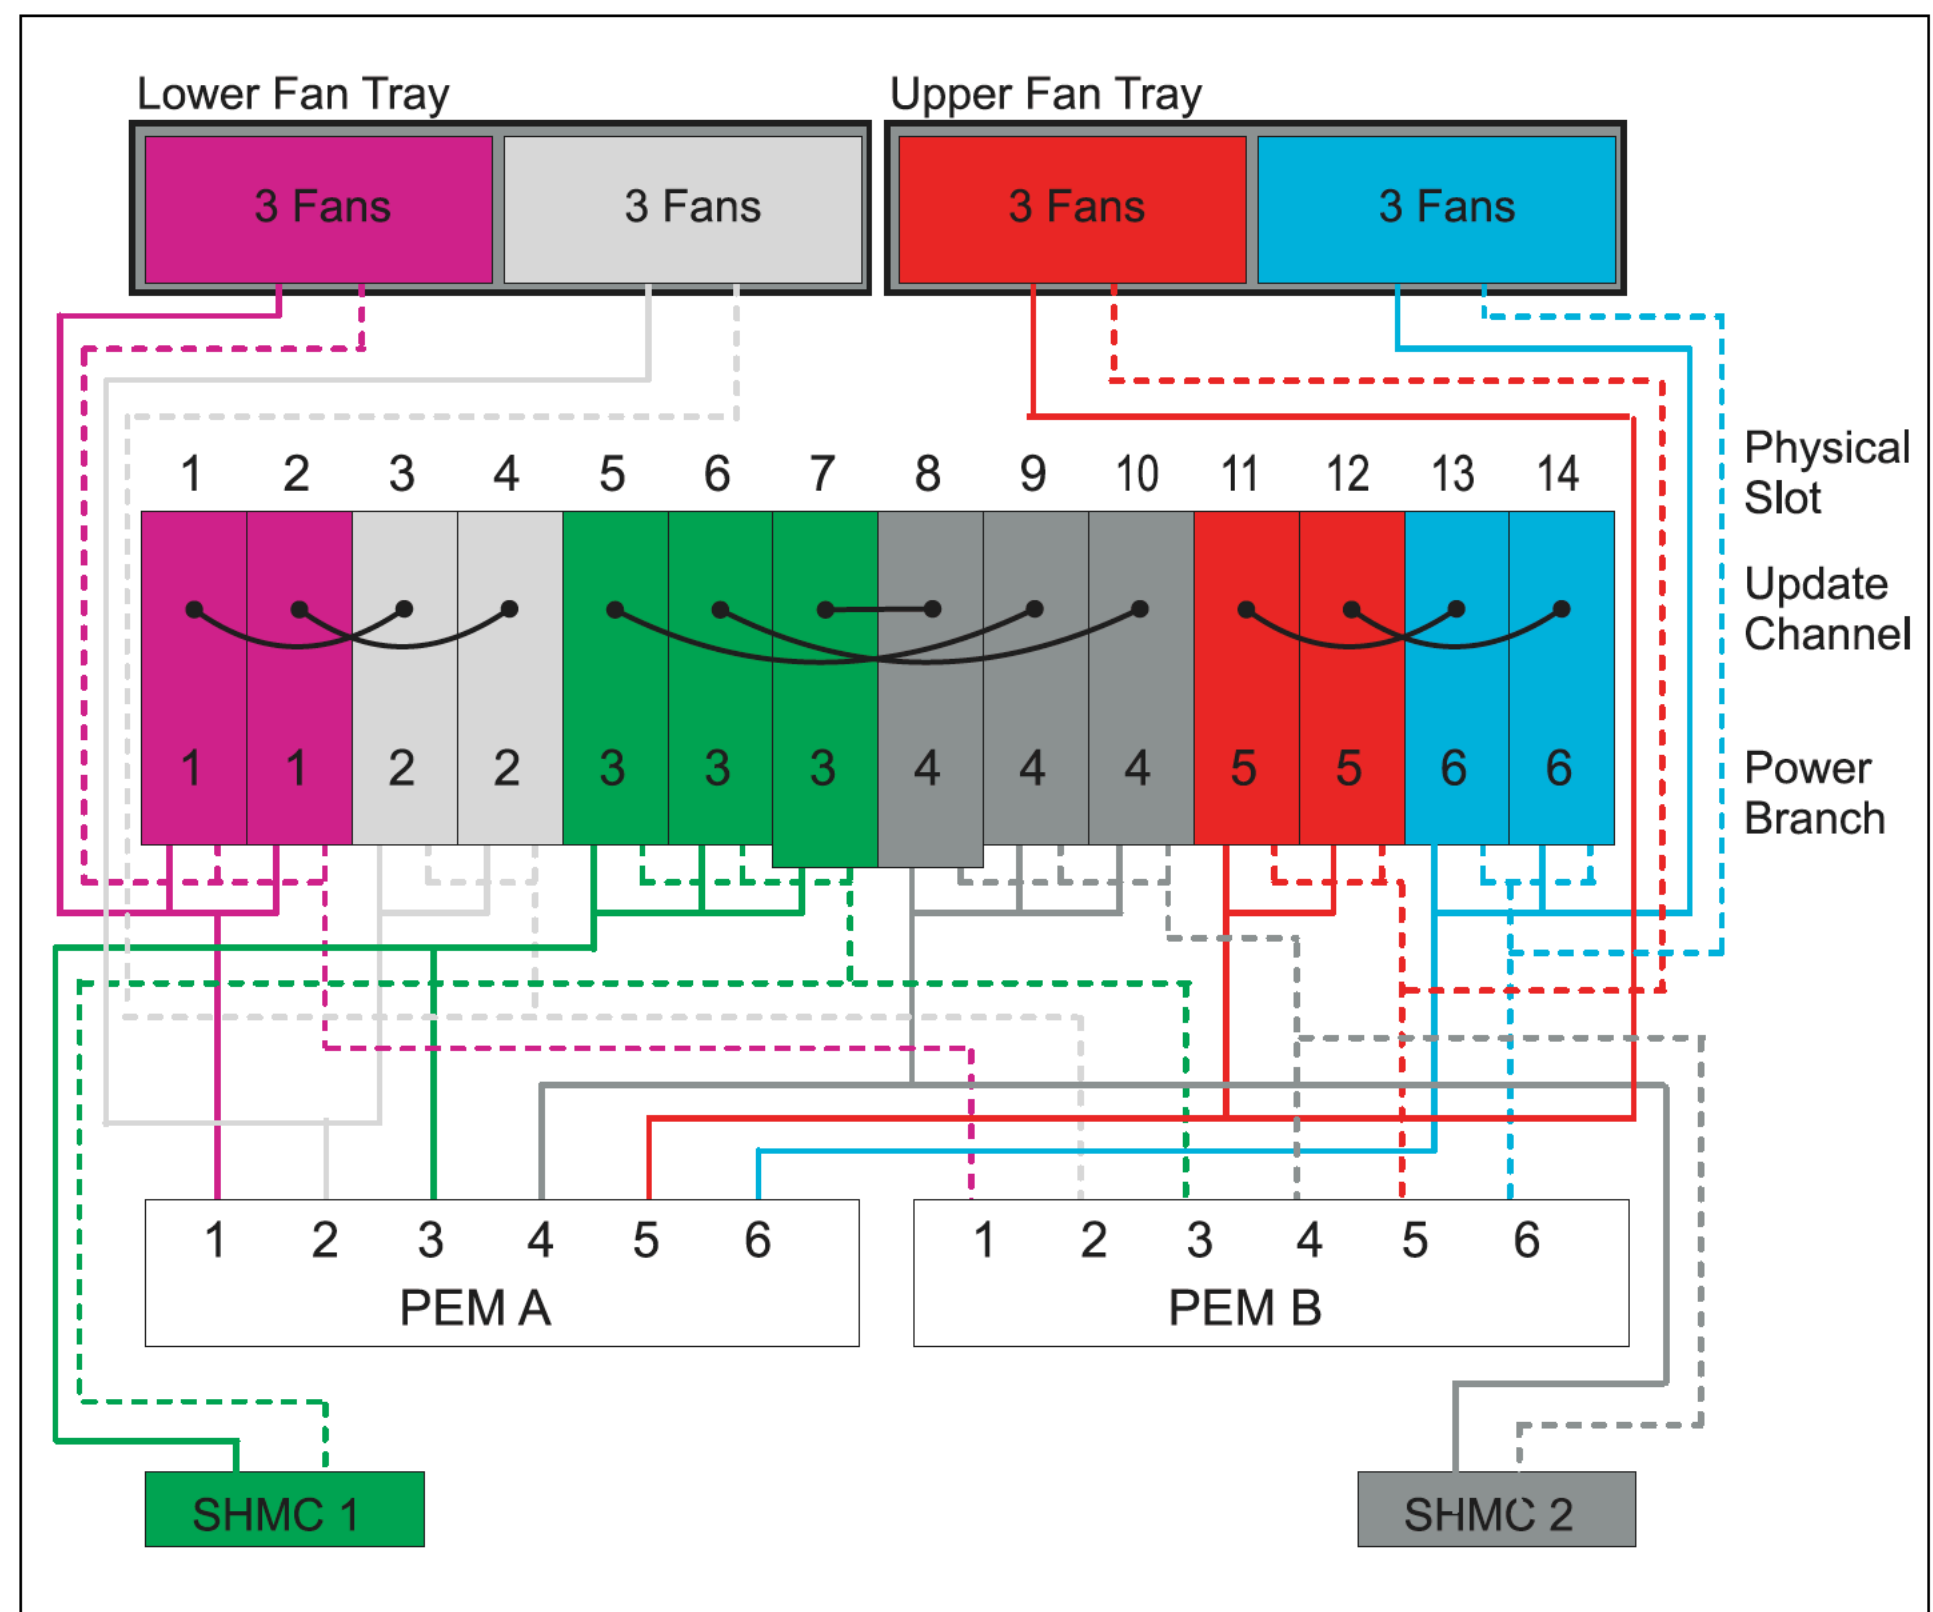 Lower Fan Tray
Upper Fan Tray
3 Fans
3 Fans
3 Fans
3 Fans
1 2 3 4 5 6 7 8 9 10 11 12 13 14
Physical
Slot
Update
Channel
1 1 2 2 3 3 3 4 4 4 5 5 6 6
Power
Branch
1 2 3 4 5 6
PEM A
1 2 3 4 5 6
PEM B
SHMC 1
SHMC 2